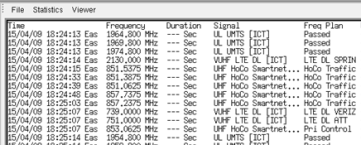 File Statistics Viewer
Time Frequency Duration Signal Freq Plan
15/04/09 18:24:13 Eas 1964,800 MHz --- Sec UL UMTS [ICT] Passed
15/04/09 18:24:13 Eas 1969,800 MHz --- Sec UL UMTS [ICT] Passed
15/04/09 18:24:13 Eas 1974,800 MHz --- Sec UL UMTS [ICT] Passed
15/04/09 18:24:14 Eas 2130,000 MHz --- Sec VUHF LTE DL [ICT] LTE DL SPRIN
15/04/09 18:24:15 Eas 851,5375 MHz --- Sec UHF HoCo Smartnet... HoCo Traffic
15/04/09 18:24:33 Eas 851,3875 MHz --- Sec UHF HoCo Smartnet... HoCo Traffic
15/04/09 18:24:39 Eas 851,0625 MHz --- Sec UHF HoCo Smartnet... HoCo Traffic
15/04/09 18:24:48 Eas 857,7375 MHz --- Sec UHF HoCo Smartnet... HoCo Traffic
15/04/09 18:25:03 Eas 857,7375 MHz --- Sec UHF HoCo Smartnet... HoCo Traffic
15/04/09 18:25:07 Eas 739,0000 MHz --- Sec VUHF LTE DL [ICT] LTE DL VERIZ
15/04/09 18:25:07 Eas 751,0000 MHz --- Sec VUHF LTE DL [ICT] LTE DL ATT
15/04/09 18:25:07 Eas 853,0625 MHz --- Sec UHF HoCo Smartnet... Pri Control
15/04/09 18:25:14 Eas 1954,800 MHz --- Sec UL UMTS [ICT] Passed